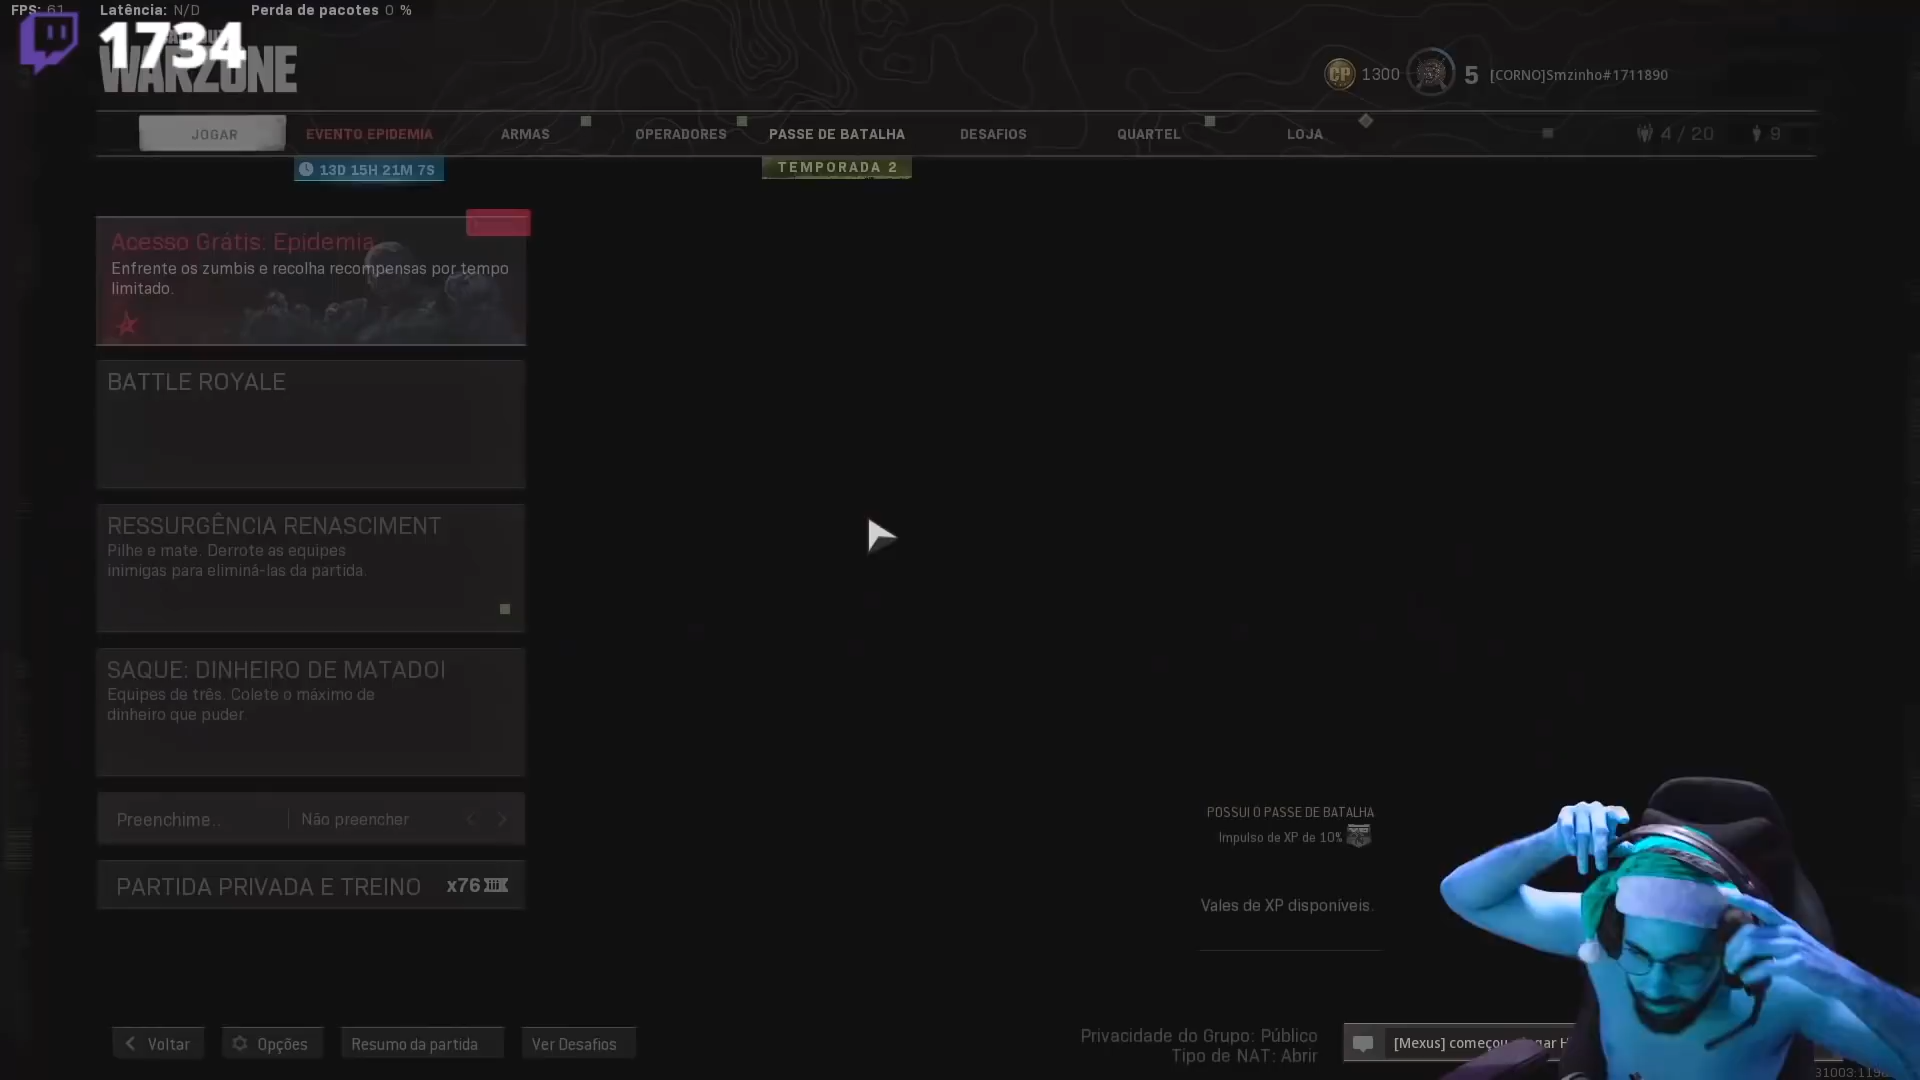 FPS: 61 Latência: N/D Perda de pacotes 0 %
1734
WARZONE
CP 1300 5 [CORNO]Smzinho#1711890
JOGAR EVENTO EPIDEMIA ARMAS OPERADORES PASSE DE BATALHA DESAFIOS QUARTEL LOJA 4 / 20 9
13D 15H 21M 7S TEMPORADA 2
Acesso Grátis. Epidemia
Enfrente os zumbis e recolha recompensas por tempo
limitado.
BATTLE ROYALE
RESSURGÊNCIA RENASCIMENT
Pilhe e mate. Derrote as equipes
inimigas para eliminá-las da partida.
SAQUE: DINHEIRO DE MATADOI
Equipes de três. Colete o máximo de
dinheiro que puder
Preenchime.. Não preencher
PARTIDA PRIVADA E TREINO x76
POSSUI O PASSE DE BATALHA
Impulso de XP de 10%
Vales de XP disponíveis.
Voltar Opções Resumo da partida Ver Desafios
Privacidade do Grupo: Público
Tipo de NAT: Abrir
[Mexus] começou